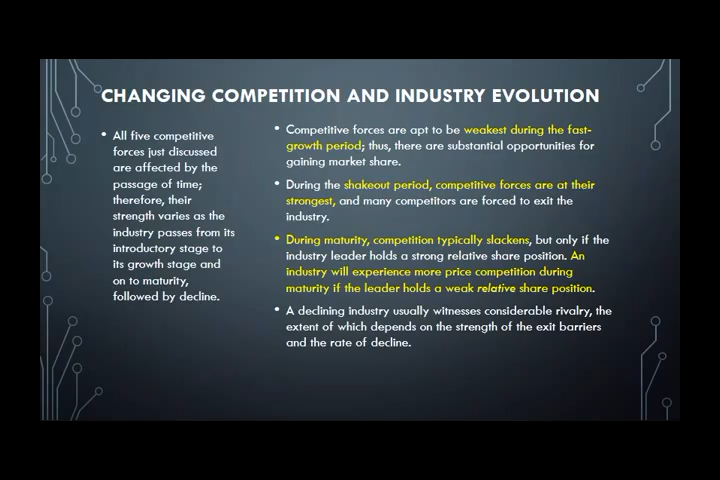 CHANGING COMPETITION AND INDUSTRY EVOLUTION
• All five competitive
forces just discussed
are affected by the
passage of time;
therefore, their
strength varies as the
industry passes from its
introductory stage to
its growth stage and
on to maturity,
followed by decline.
• Competitive forces are apt to be weakest during the fast-
growth period; thus, there are substantial opportunities for
gaining market share.
• During the shakeout period, competitive forces are at their
strongest, and many competitors are forced to exit the
industry.
• During maturity, competition typically slackens, but only if the
industry leader holds a strong relative share position. An
industry will experience more price competition during
maturity if the leader holds a weak relative share position.
• A declining industry usually witnesses considerable rivalry, the
extent of which depends on the strength of the exit barriers
and the rate of decline.